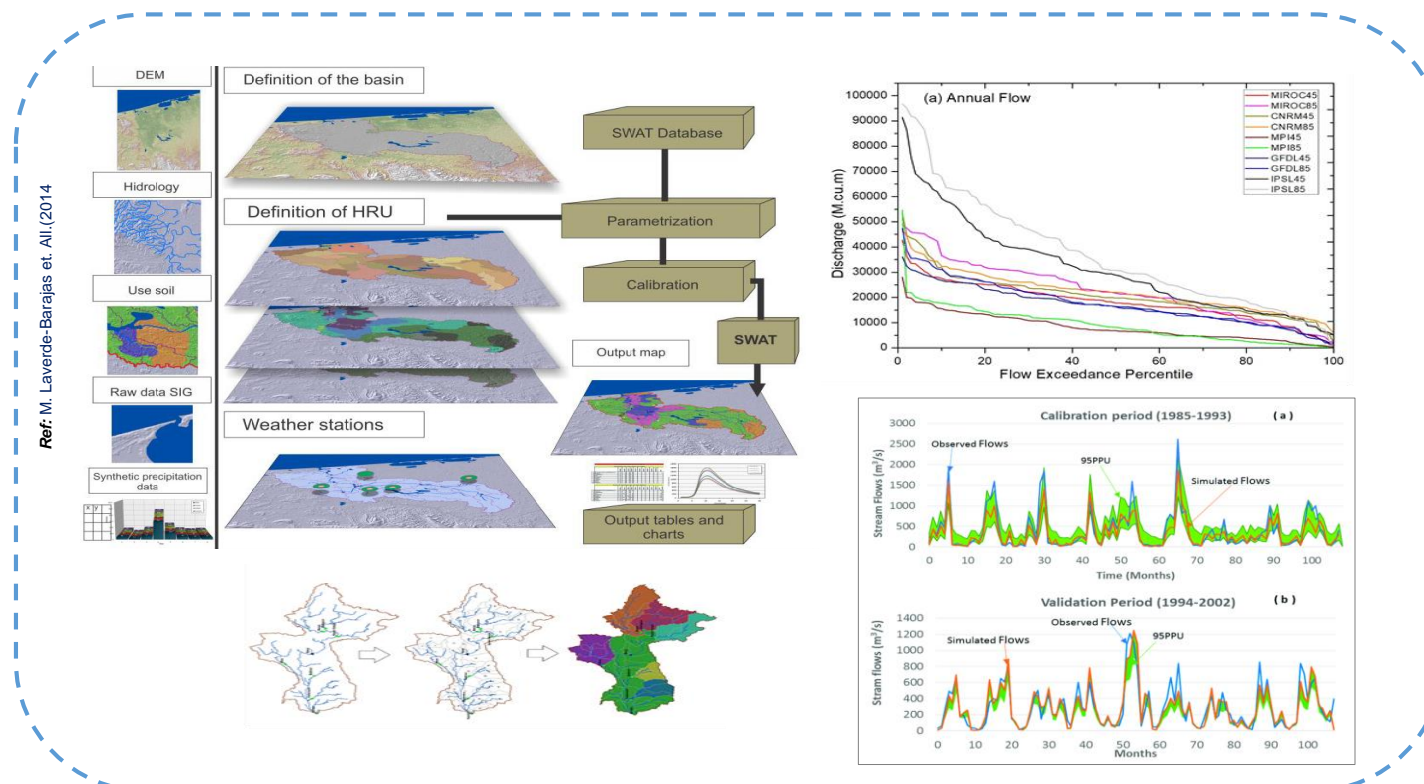 Ref: M. Laverde-Barajas et. All.(2014
DEM
Hidrology
Use soil
Raw data SIG
Synthetic precipitation
data
x y
Definition of the basin
Definition of HRU
Weather stations
SWAT Database
Parametrization
Calibration
SWAT
Output map
Output tables and
charts
(a) Annual Flow
MIROC45
MIROC85
CNRM45
CNRM85
MPI45
MPI85
GFDL45
GFDL85
IPSL45
IPSL85
Discharge (M.cu.m)
100000
90000
80000
70000
60000
50000
40000
30000
20000
10000
0
0 20 40 60 80 100
Flow Exceedance Percentile
Calibration period (1985-1993) ( a )
Stream Flows (m³/s)
3000
2500
2000
1500
1000
500
0
Observed Flows
95PPU
Simulated Flows
0 10 20 30 40 50 60 70 80 90 100
Time (Months)
Validation Period (1994-2002) ( b )
Stram flows (m³/s)
1400
1200
1000
800
600
400
200
0
Simulated Flows
Observed Flows
95PPU
0 10 20 30 40 50 60 70 80 90 100
Months